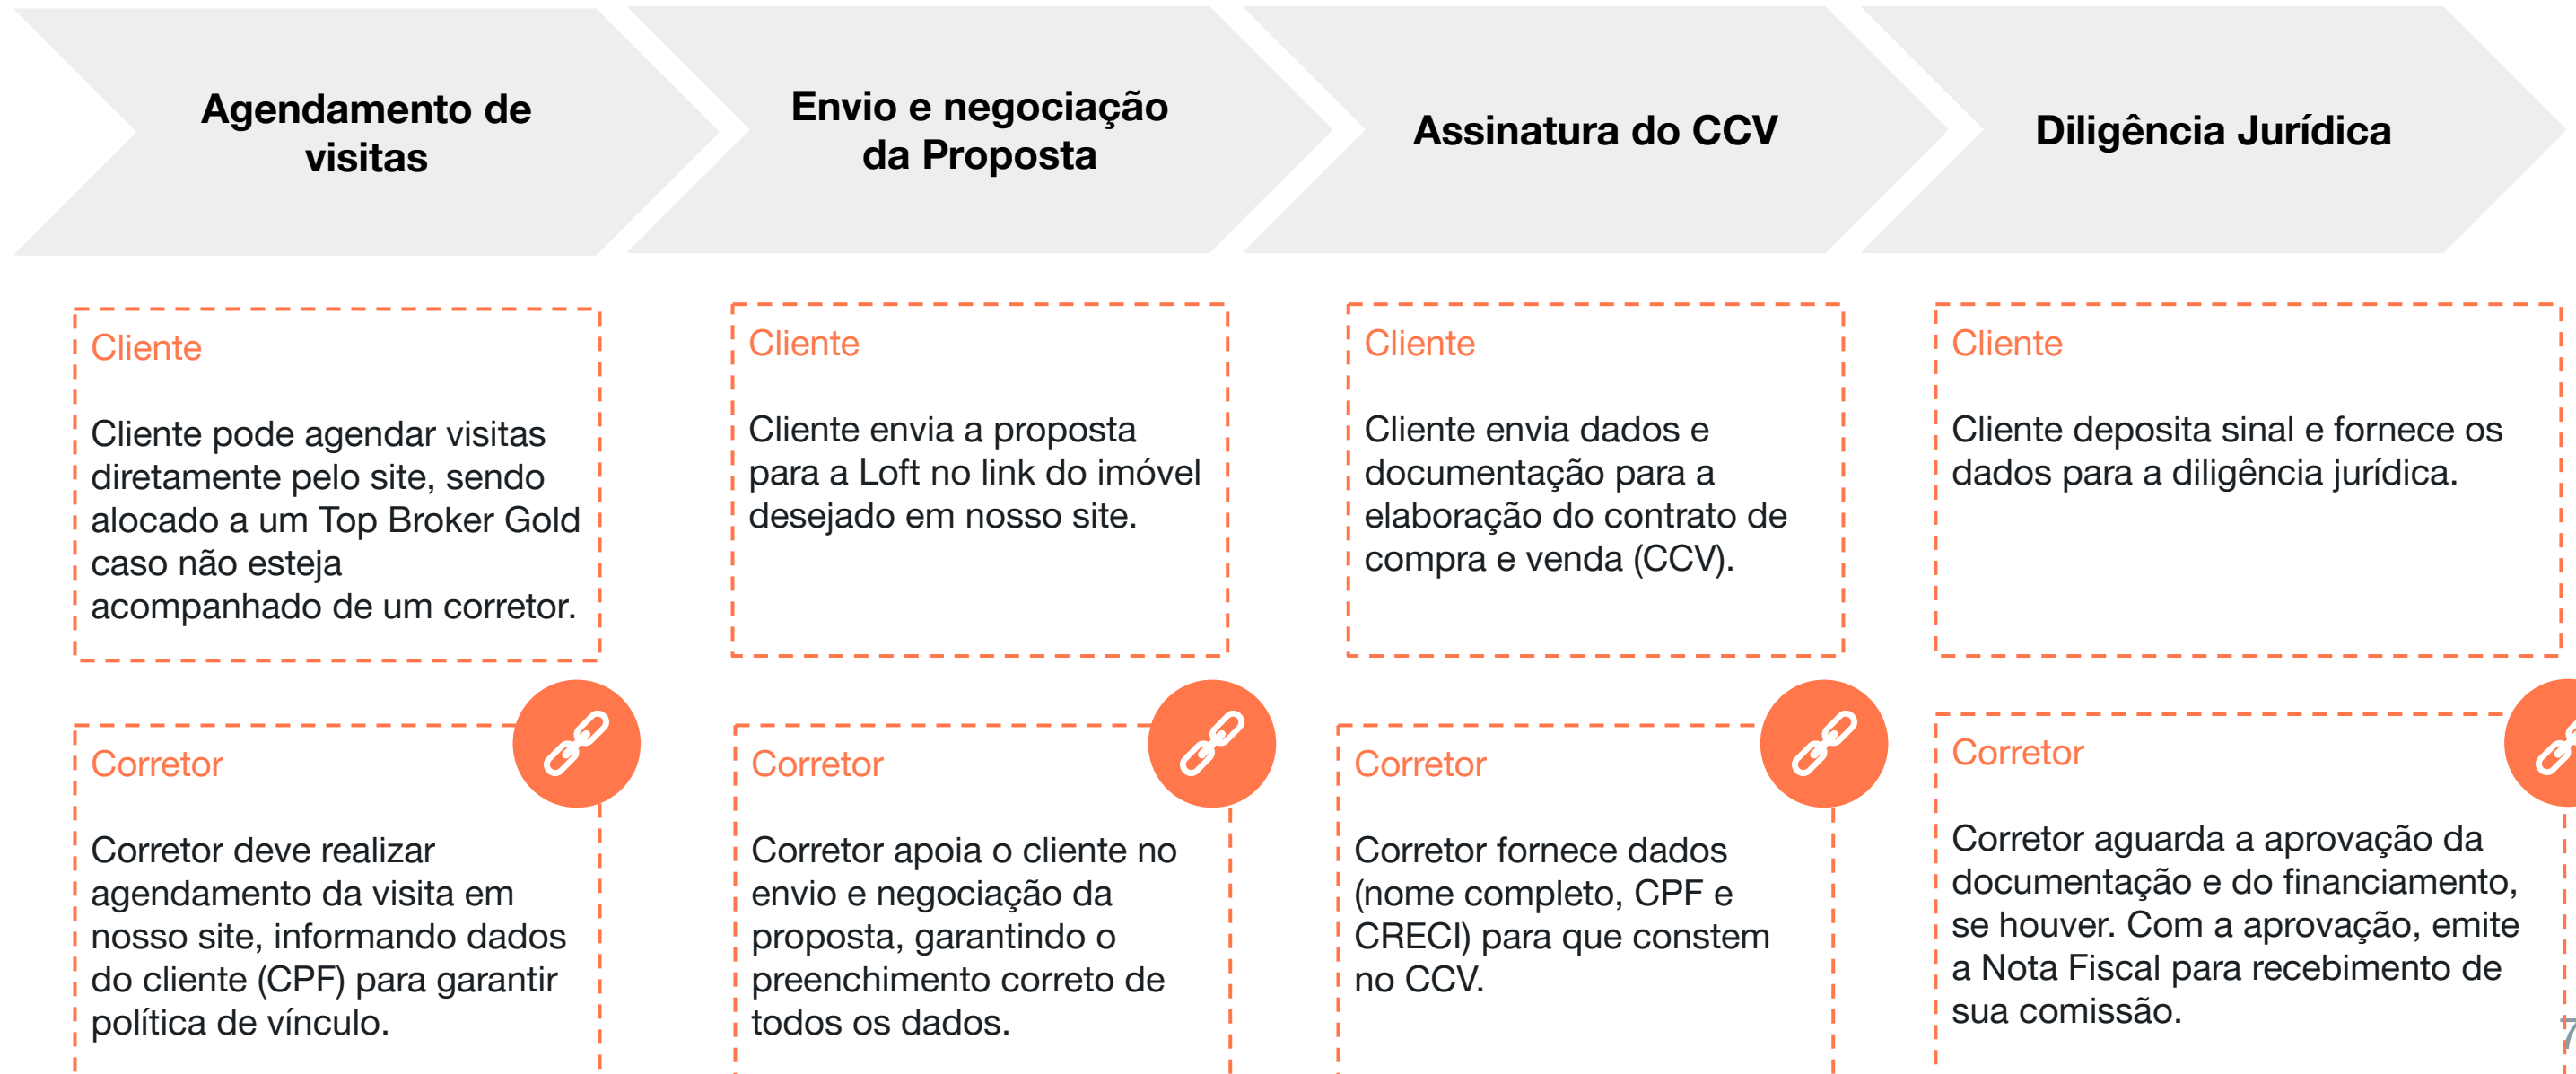 Agendamento de
visitas
Envio e negociação
da Proposta
Assinatura do CCV
Diligência Jurídica
Cliente
Cliente pode agendar visitas
diretamente pelo site, sendo
alocado a um Top Broker Gold
caso não esteja
acompanhado de um corretor.
Cliente
Cliente envia a proposta
para a Loft no link do imóvel
desejado em nosso site.
Cliente
Cliente envia dados e
documentação para a
elaboração do contrato de
compra e venda (CCV).
Cliente
Cliente deposita sinal e fornece os
dados para a diligência jurídica.
Corretor
Corretor deve realizar
agendamento da visita em
nosso site, informando dados
do cliente (CPF) para garantir
política de vínculo.
Corretor
Corretor apoia o cliente no
envio e negociação da
proposta, garantindo o
preenchimento correto de
todos os dados.
Corretor
Corretor fornece dados
(nome completo, CPF e
CRECI) para que constem
no CCV.
Corretor
Corretor aguarda a aprovação da
documentação e do financiamento,
se houver. Com a aprovação, emite
a Nota Fiscal para recebimento de
sua comissão.
7